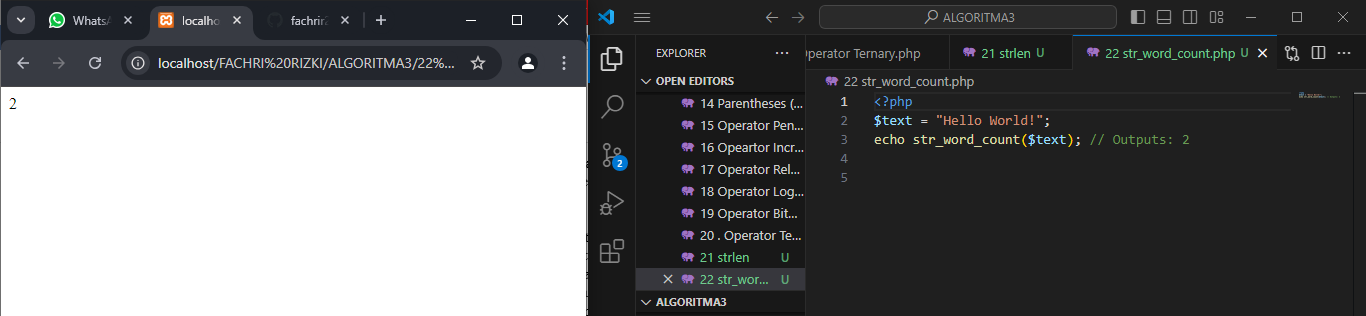 WhatsA
localho
fachrir
localhost/FACHRI%20RIZKI/ALGORITMA3/22%...
2
ALGORITMA3
EXPLORER
OPEN EDITORS
14 Parentheses (...
15 Operator Pen...
16 Opeartor Incr...
17 Operator Rel...
18 Operator Log...
19 Operator Bit...
20 . Operator Te...
21 strlen U
22 str_wor... U
ALGORITMA3
2
Operator Ternary.php
21 strlen U
22 str_word_count.php U
22 str_word_count.php
1 <?php
2 $text = "Hello World!";
3 echo str_word_count($text); // Outputs: 2
4
5